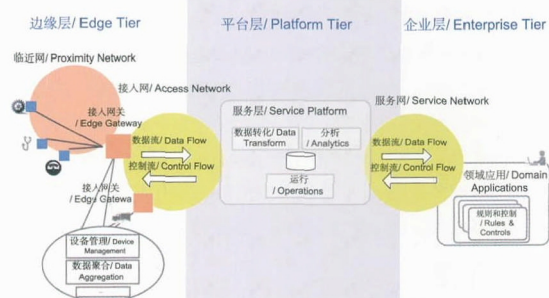 边缘层/ Edge Tier
平台层/ Platform Tier
企业层/ Enterprise Tier
临近网/ Proximity Network
接入网/ Access Network
接入网关
/ Edge Gateway
数据流/ Data Flow
控制流/ Control Flow
接入网关
/Edge Gatewa
设备管理/ Device
Management
数据聚合/ Data
Aggregation
...
服务层/ Service Platform
数据转化/ Data
Transform
分析
/ Analytics
运行
/ Operations
服务网/ Service Network
数据流/ Data Flow
控制流/ Control Flow
领域应用/ Domain
Applications
规则和控制
/ Rules &
Controls